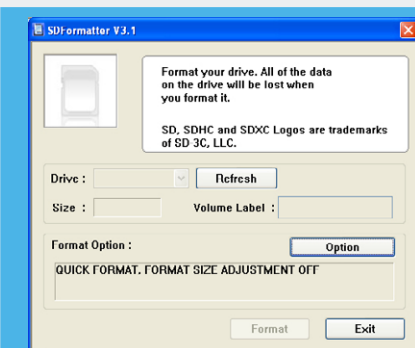 SDFormatter V3.1
Format your drive. All of the data
on the drive will be lost when
you format it.
SD, SDHC and SDXC Logos are trademarks
of SD-3C, LLC.
Drive :
Refresh
Size :
Volume Label :
Format Option :
Option
QUICK FORMAT, FORMAT SIZE ADJUSTMENT OFF
Format
Exit